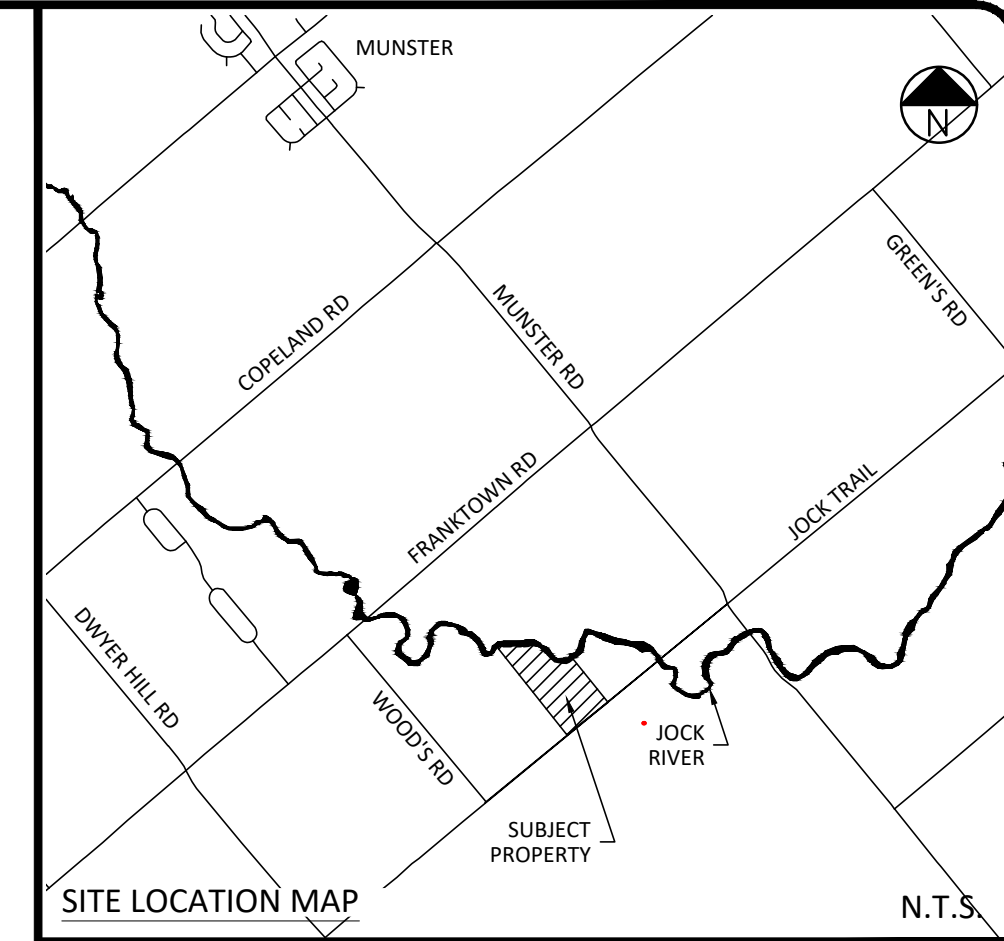 MUNSTER
N
GREEN'S RD
MUNSTER RD
COPELAND RD
FRANKTOWN RD
JOCK TRAIL
DWYER HILL RD
WOOD'S RD
JOCK
RIVER
SUBJECT
PROPERTY
SITE LOCATION MAP
N.T.S.